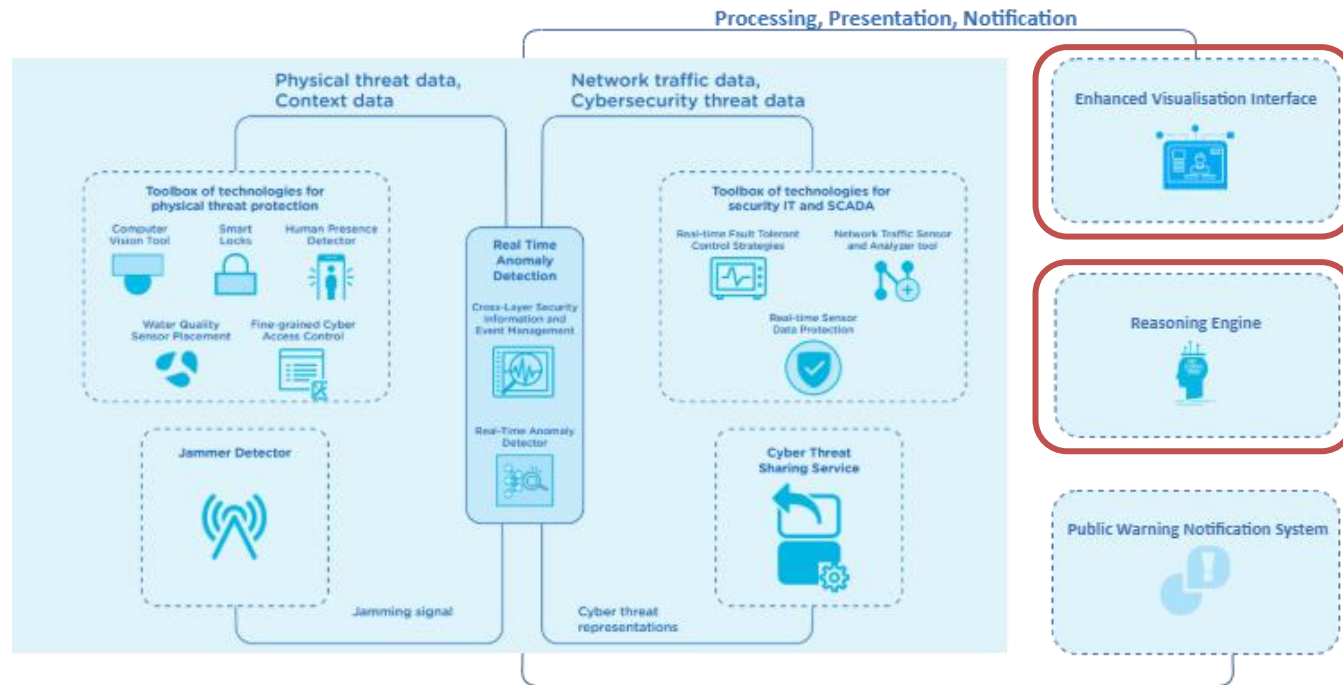 Processing, Presentation, Notification
Physical threat data,
Context data
Network traffic data,
Cybersecurity threat data
Toolbox of technologies for
physical threat protection
Computer
Vision Tool
Smart
Locks
Human Presence
Detector
Water Quality
Sensor Placement
Fine-grained Cyber
Access Control
Real Time
Anomaly
Detection
Cross-Layer Security
Information and
Event Management
Real-Time Anomaly
Detector
Toolbox of technologies for
security IT and SCADA
Real-time Fault Tolerant
Control Strategies
Network Traffic Sensor
and Analyzer tool
Real-time Sensor
Data Protection
Jammer Detector
Cyber Threat
Sharing Service
Jamming signal
Cyber threat
representations
Enhanced Visualisation Interface
Reasoning Engine
Public Warning Notification System